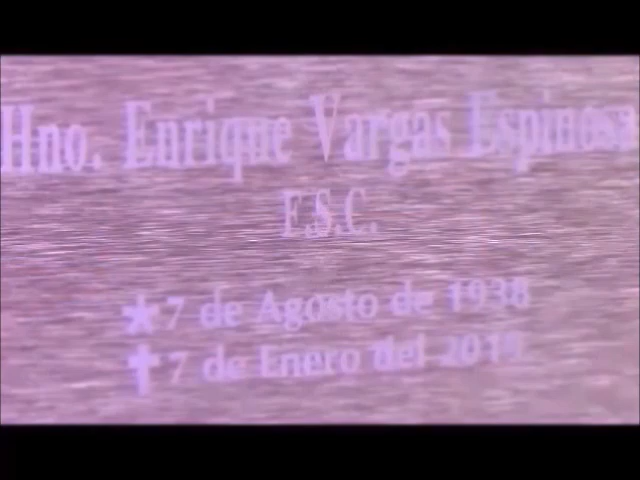 Hno. Enrique Vargas Espinosa
F.S.C.
* 7 de Agosto de 1938
✝ 7 de Enero del